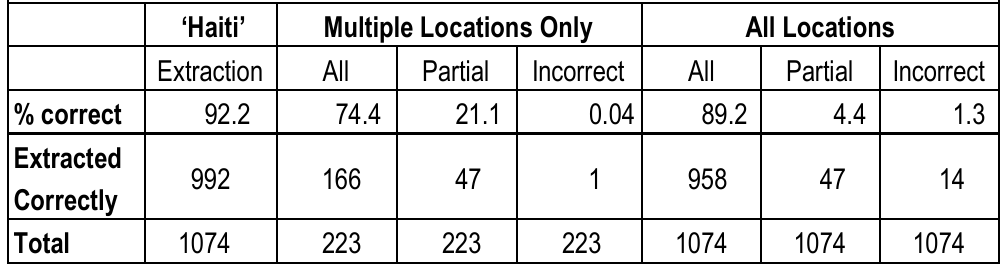 ‘Haiti’ Multiple Locations Only All Locations
Extraction All Partial Incorrect All Partial Incorrect
% correct 92.2 74.4 21.1 0.04 89.2 4.4 1.3
Extracted
Correctly 992 166 47 1 958 47 14
Total 1074 223 223 223 1074 1074 1074